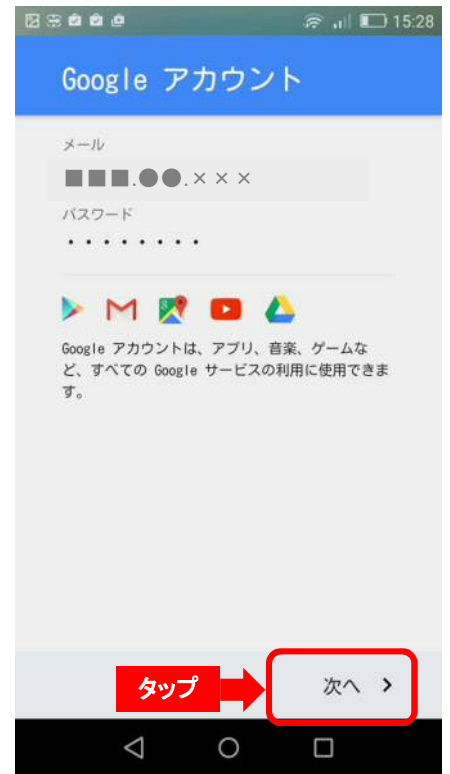 15:28
Google アカウント
メール
■■■.●●.×××
パスワード
・・・・・・・・
Google アカウントは、アプリ、音楽、ゲームな
ど、すべての Google サービスの利用に使用できま
す。
タップ
次へ >